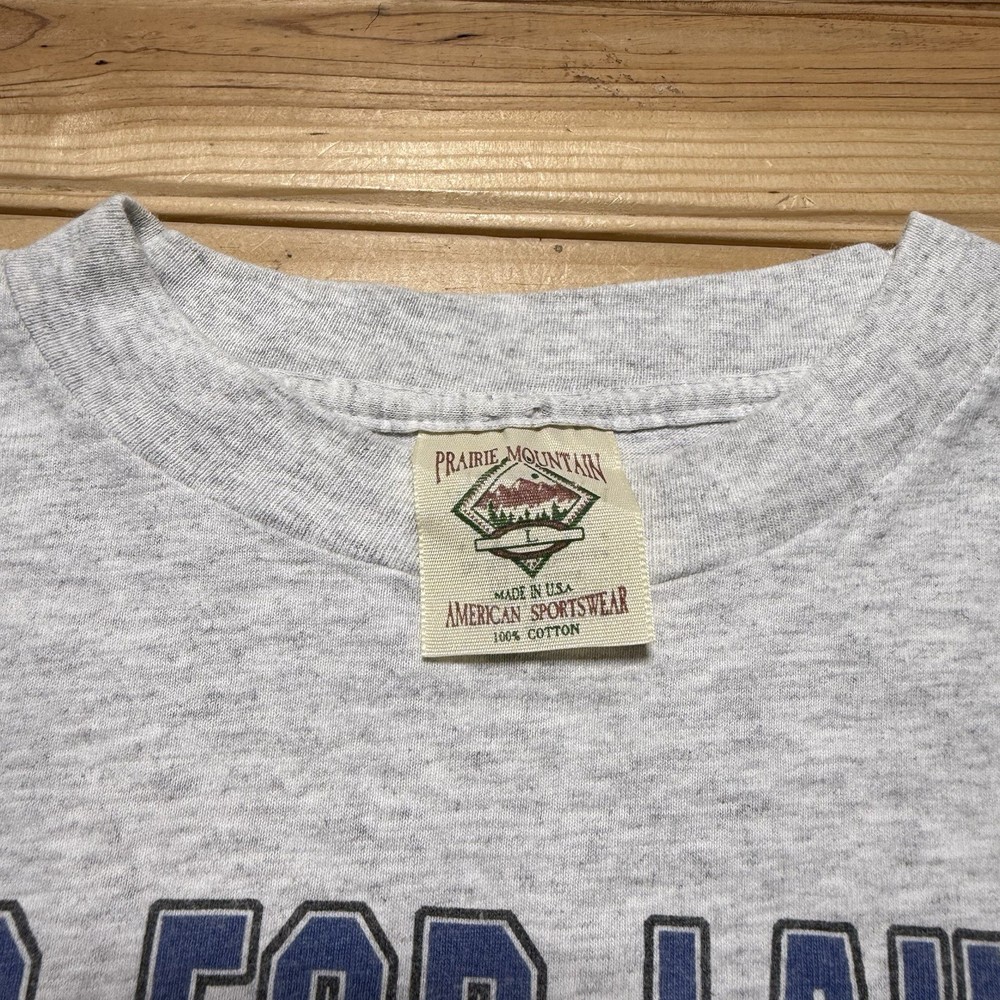 PRAIRIE MOUNTAIN
L
MADE IN U.S.A
AMERICAN SPORTSWEAR
100% COTTON
FOR